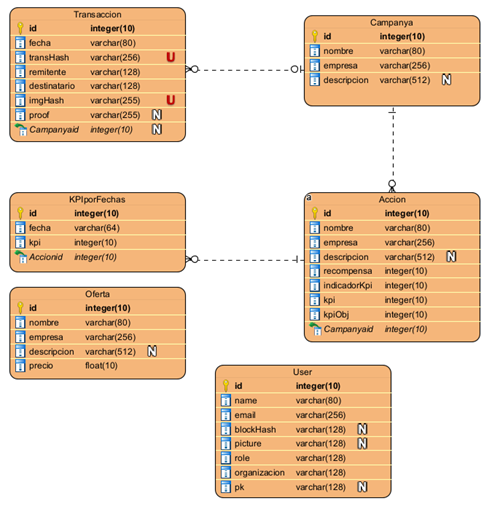 Transaccion
id integer(10)
fecha varchar(80)
transHash varchar(256) U
remitente varchar(128)
destinatario varchar(128)
imgHash varchar(255) U
proof varchar(255) N
Campanyaid integer(10) N
Campanya
id integer(10)
nombre varchar(80)
empresa varchar(256)
descripcion varchar(512) N
KPIporFechas
id integer(10)
fecha varchar(64)
kpi integer(10)
Accionid integer(10)
a
Accion
id integer(10)
nombre varchar(80)
empresa varchar(256)
descripcion varchar(512) N
recompensa integer(10)
indicadorKpi integer(10)
kpi integer(10)
kpiObj integer(10)
Campanyaid integer(10)
Oferta
id integer(10)
nombre varchar(80)
empresa varchar(256)
descripcion varchar(512) N
precio float(10)
User
id integer(10)
name varchar(80)
email varchar(256)
blockHash varchar(128) N
picture varchar(128) N
role varchar(128)
organizacion varchar(128)
pk varchar(128) N